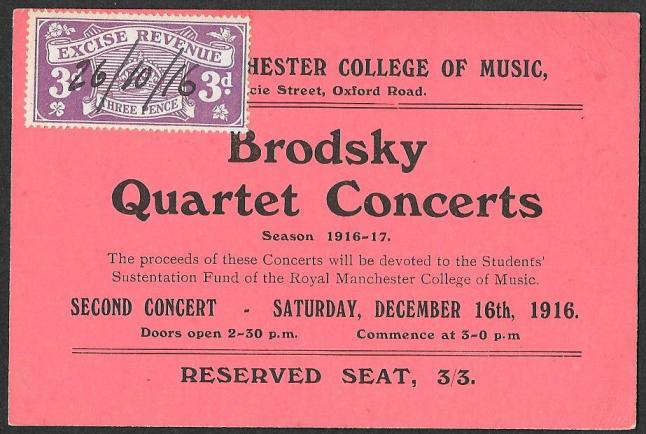 EXCISE REVENUE
3d 26/10/16 3d
THREE PENCE
HESTER COLLEGE OF MUSIC,
cie Street, Oxford Road.
Brodsky
Quartet Concerts
Season 1916-17.
The proceeds of these Concerts will be devoted to the Students'
Sustentation Fund of the Royal Manchester College of Music.
SECOND CONCERT - SATURDAY, DECEMBER 16th, 1916.
Doors open 2-30 p.m. Commence at 3-0 p.m
RESERVED SEAT, 3/3.